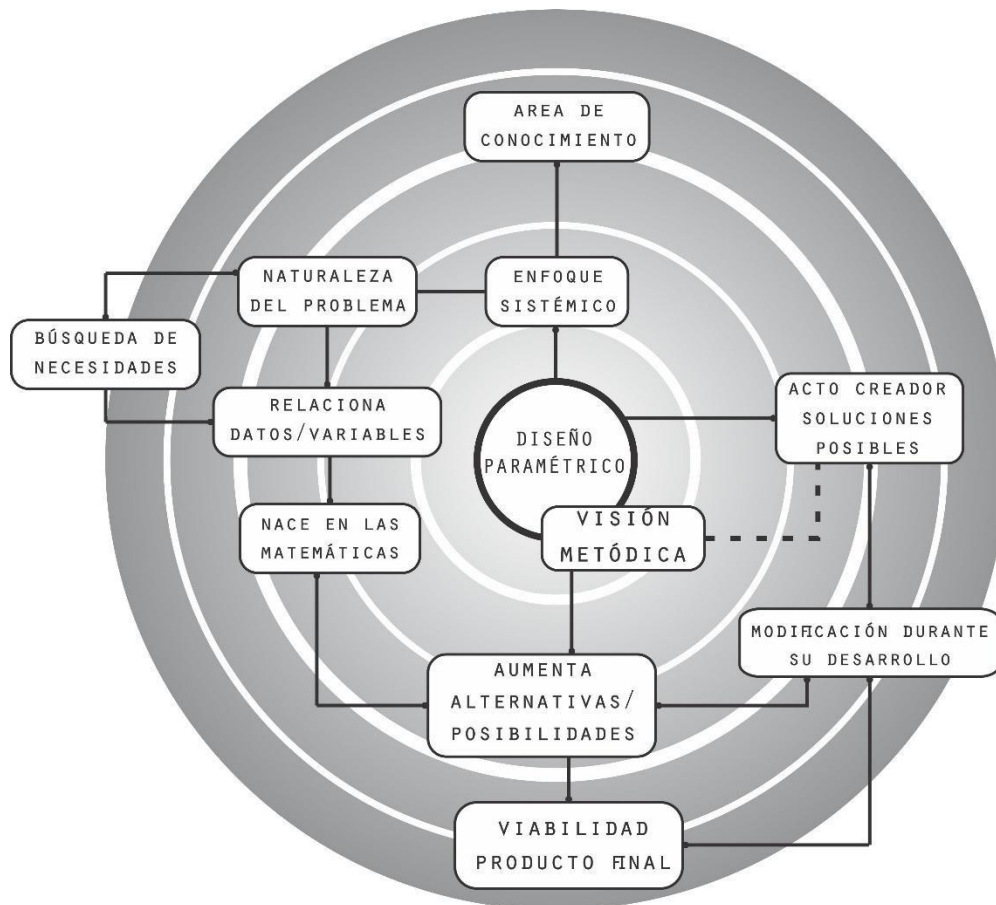 AREA DE
CONOCIMIENTO
NATURALEZA
DEL PROBLEMA
ENFOQUE
SISTÉMICO
BÚSQUEDA DE
NECESIDADES
RELACIONA
DATOS/VARIABLES
DISEÑO
PARAMÉTRICO
ACTO CREADOR
SOLUCIONES
POSIBLES
NACE EN LAS
MATEMÁTICAS
VISIÓN
METÓDICA
MODIFICACIÓN DURANTE
SU DESARROLLO
AUMENTA
ALTERNATIVAS/
POSIBILIDADES
VIABILIDAD
PRODUCTO FINAL